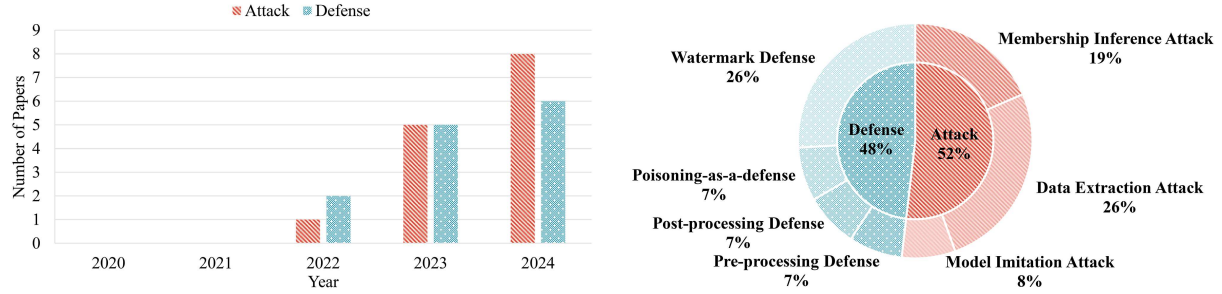 Attack Defense
Number of Papers
9
8
7
6
5
4
3
2
1
0
2020 2021 2022 2023 2024
Year
Membership Inference Attack
19%
Watermark Defense
26%
Defense
48%
Attack
52%
Poisoning-as-a-defense
7%
Data Extraction Attack
26%
Post-processing Defense
7%
Pre-processing Defense
7%
Model Imitation Attack
8%